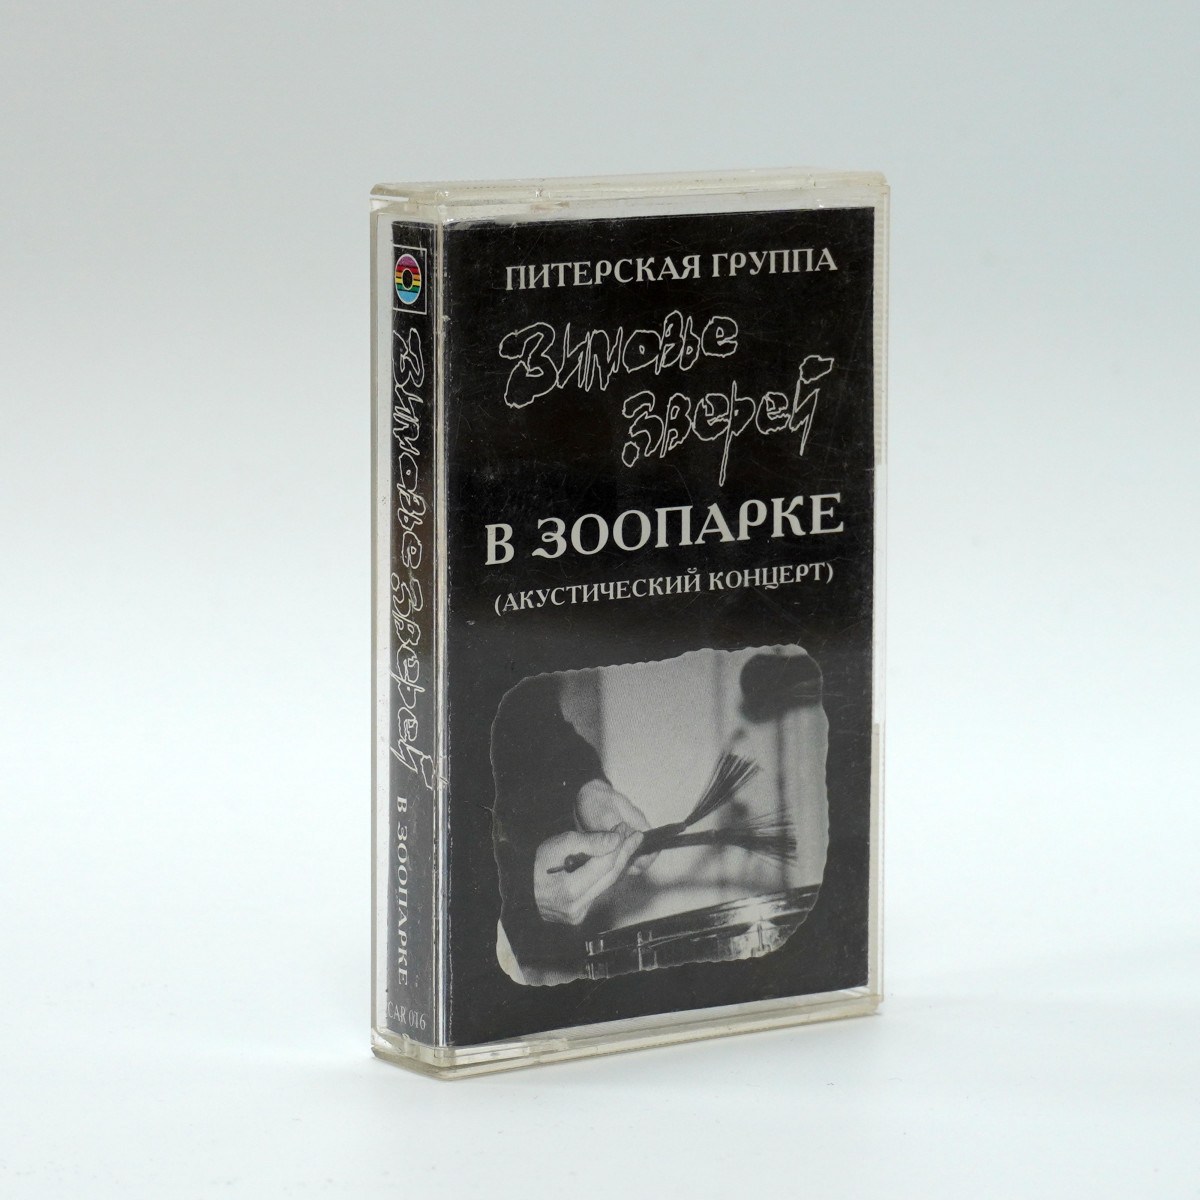 ПИТЕРСКАЯ ГРУППА
Зимовье
зверей
В ЗООПАРКЕ
(АКУСТИЧЕСКИЙ КОНЦЕРТ)
Зимовье зверей В ЗООПАРКЕ
CAR 016